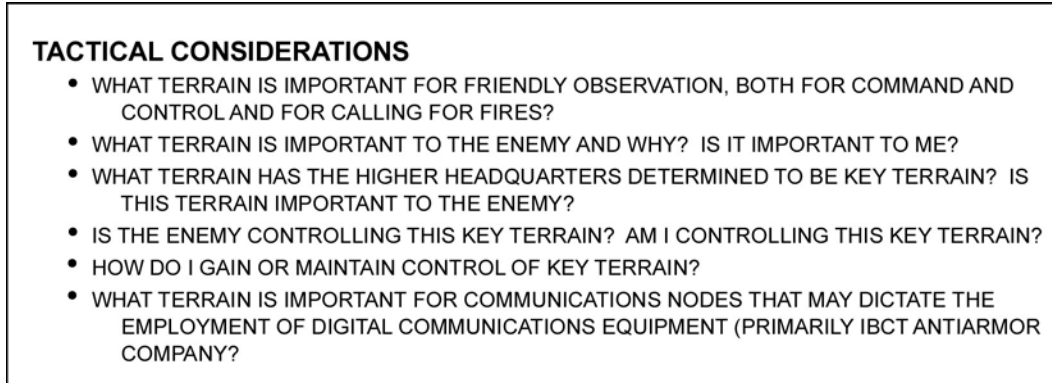 TACTICAL CONSIDERATIONS
• WHAT TERRAIN IS IMPORTANT FOR FRIENDLY OBSERVATION, BOTH FOR COMMAND AND
CONTROL AND FOR CALLING FOR FIRES?
• WHAT TERRAIN IS IMPORTANT TO THE ENEMY AND WHY? IS IT IMPORTANT TO ME?
• WHAT TERRAIN HAS THE HIGHER HEADQUARTERS DETERMINED TO BE KEY TERRAIN? IS
THIS TERRAIN IMPORTANT TO THE ENEMY?
• IS THE ENEMY CONTROLLING THIS KEY TERRAIN? AM I CONTROLLING THIS KEY TERRAIN?
• HOW DO I GAIN OR MAINTAIN CONTROL OF KEY TERRAIN?
• WHAT TERRAIN IS IMPORTANT FOR COMMUNICATIONS NODES THAT MAY DICTATE THE
EMPLOYMENT OF DIGITAL COMMUNICATIONS EQUIPMENT (PRIMARILY IBCT ANTIARMOR
COMPANY?